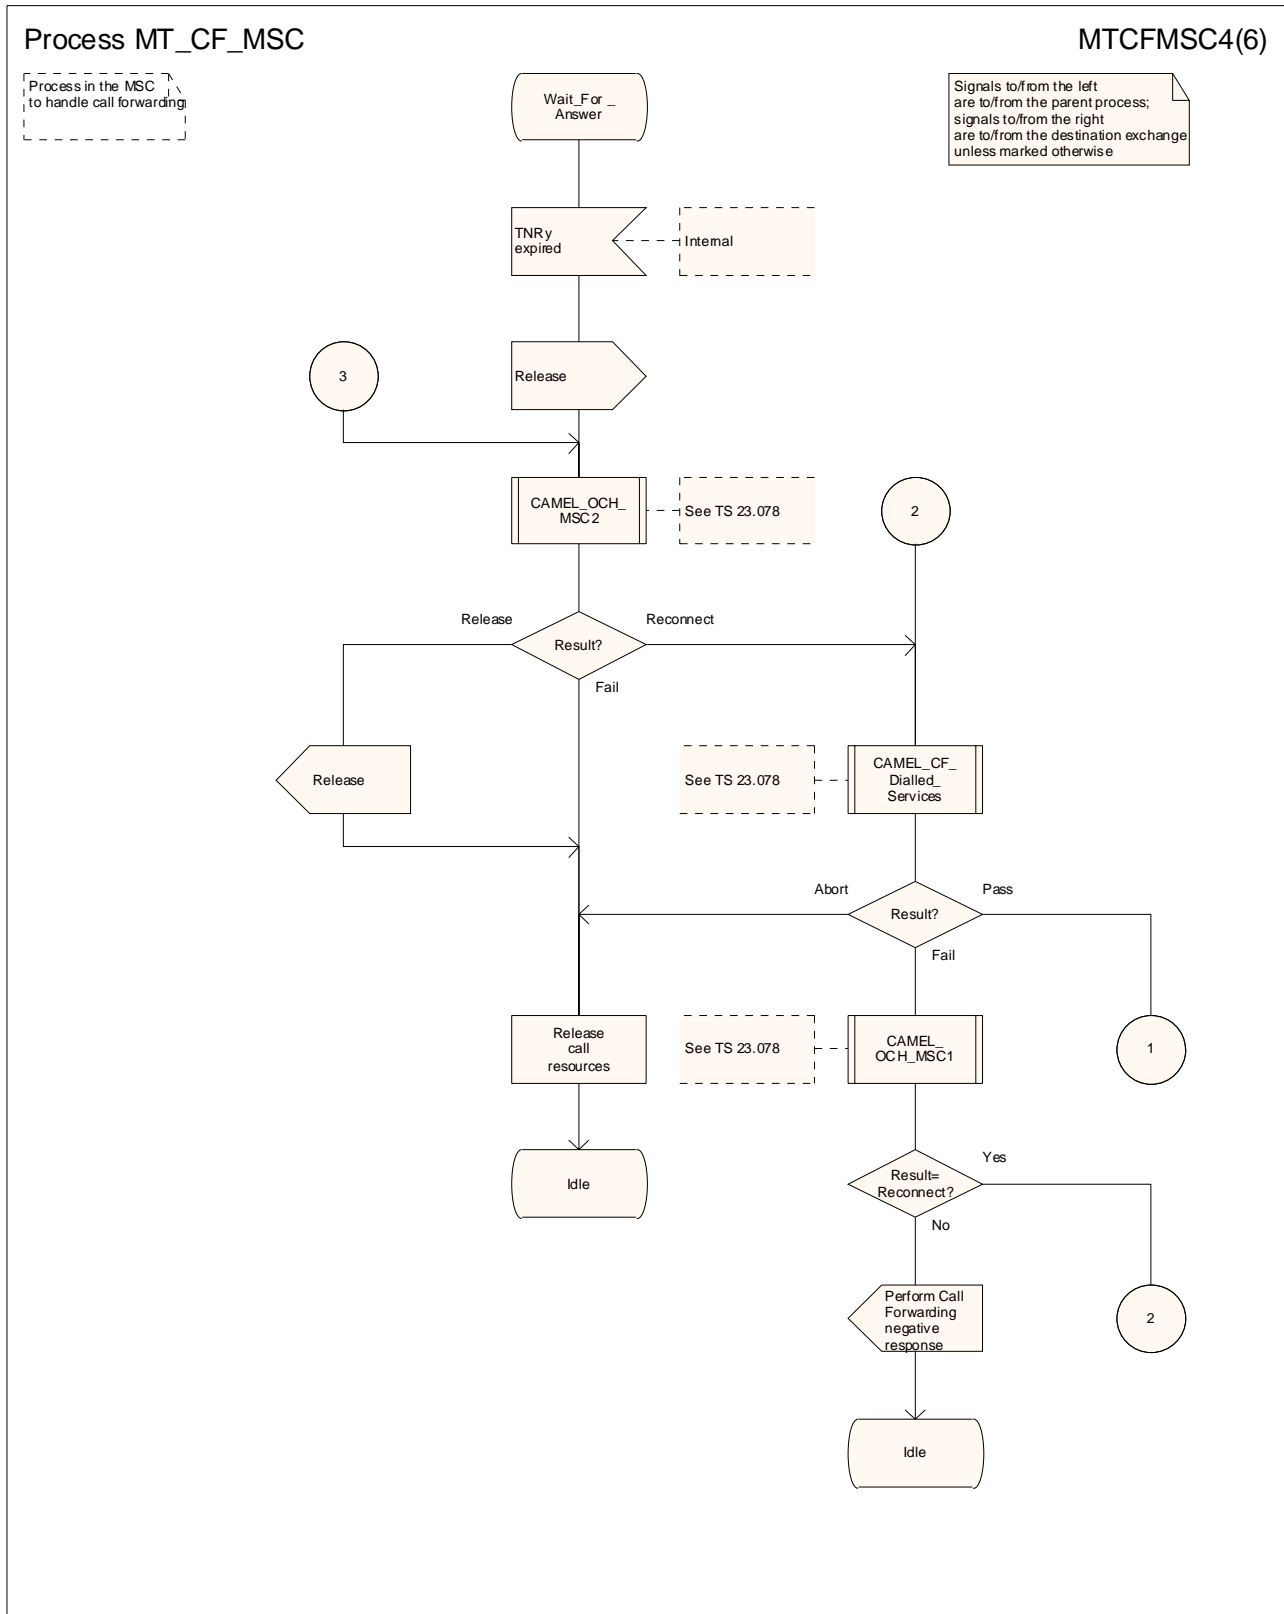 Process MT_CF_MSC
MTCFMSC4(6)
Process in the MSC
to handle call forwarding
Wait_For _
Answer
Signals to/from the left
are to/from the parent process;
signals to/from the right
are to/from the destination exchange
unless marked otherwise
TNRy
expired
Internal
3
Release
CAMEL_OCH_
MSC2
See TS 23.078
2
Release
Result?
Reconnect
Fail
Release
See TS 23.078
CAMEL_CF_
Dialled_
Services
Abort
Result?
Pass
Fail
Release
call
resources
See TS 23.078
CAMEL_
OCH_MSC1
1
Idle
Result=
Reconnect?
Yes
No
Perform Call
Forwarding
negative
response
2
Idle